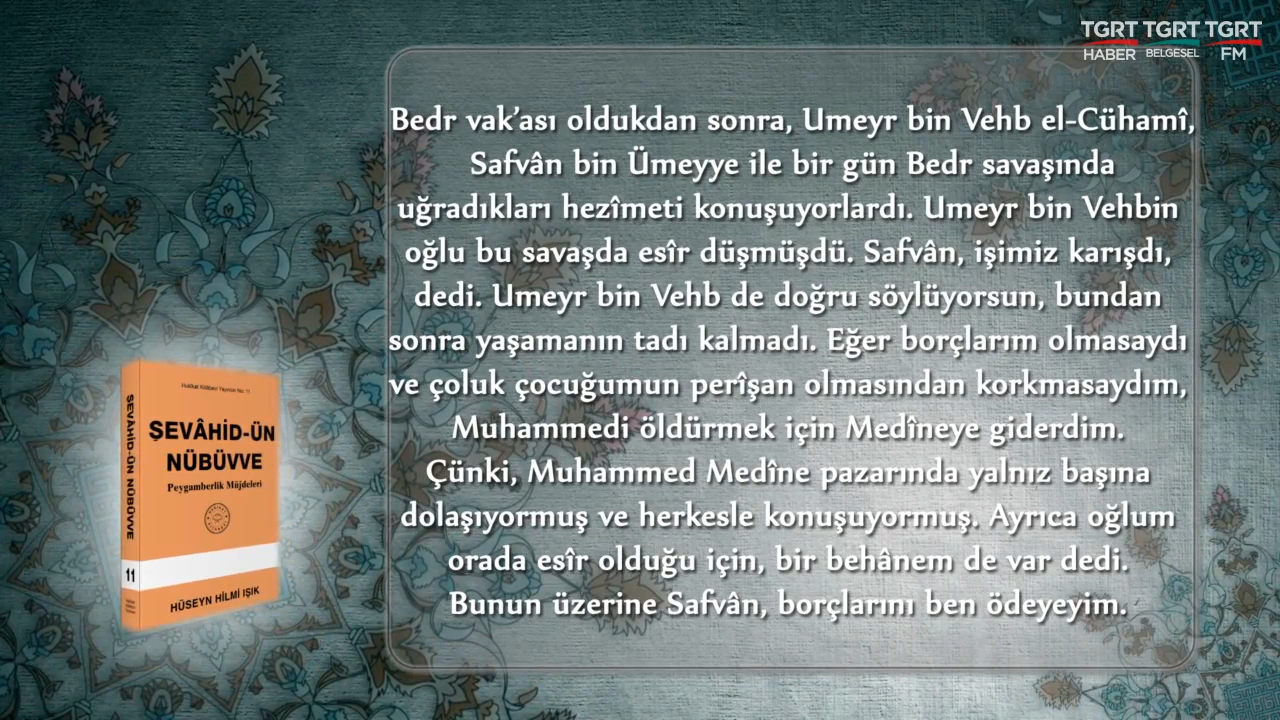 TGRT HABER
TGRT BELGESEL
TGRT FM
Bedr vak’ası oldukdan sonra, Umeyr bin Vehb el-Cühamî,
Safvân bin Ümeyye ile bir gün Bedr savaşında
uğradıkları hezîmeti konuşuyorlardı. Umeyr bin Vehbin
oğlu bu savaşda esîr düşmüşdü. Safvân, işimiz karışdı,
dedi. Umeyr bin Vehb de doğru söylüyorsun, bundan
sonra yaşamanın tadı kalmadı. Eğer borçlarım olmasaydı
ve çoluk çocuğumun perîşan olmasından korkmasaydım,
Muhammedi öldürmek için Medîneye giderdim.
Çünki, Muhammed Medîne pazarında yalnız başına
dolaşıyormuş ve herkesle konuşuyormuş. Ayrıca oğlum
orada esîr olduğu için, bir behânem de var dedi.
Bunun üzerine Safvân, borçlarını ben ödeyeyim.
ŞEVÂHİD-ÜN NÜBÜVVE
11
Hakîkat Kitâbevi Yayınları No: 11
ŞEVÂHİD-ÜN
NÜBÜVVE
Peygamberlik Müjdeleri
HÜSEYN HİLMİ IŞIK